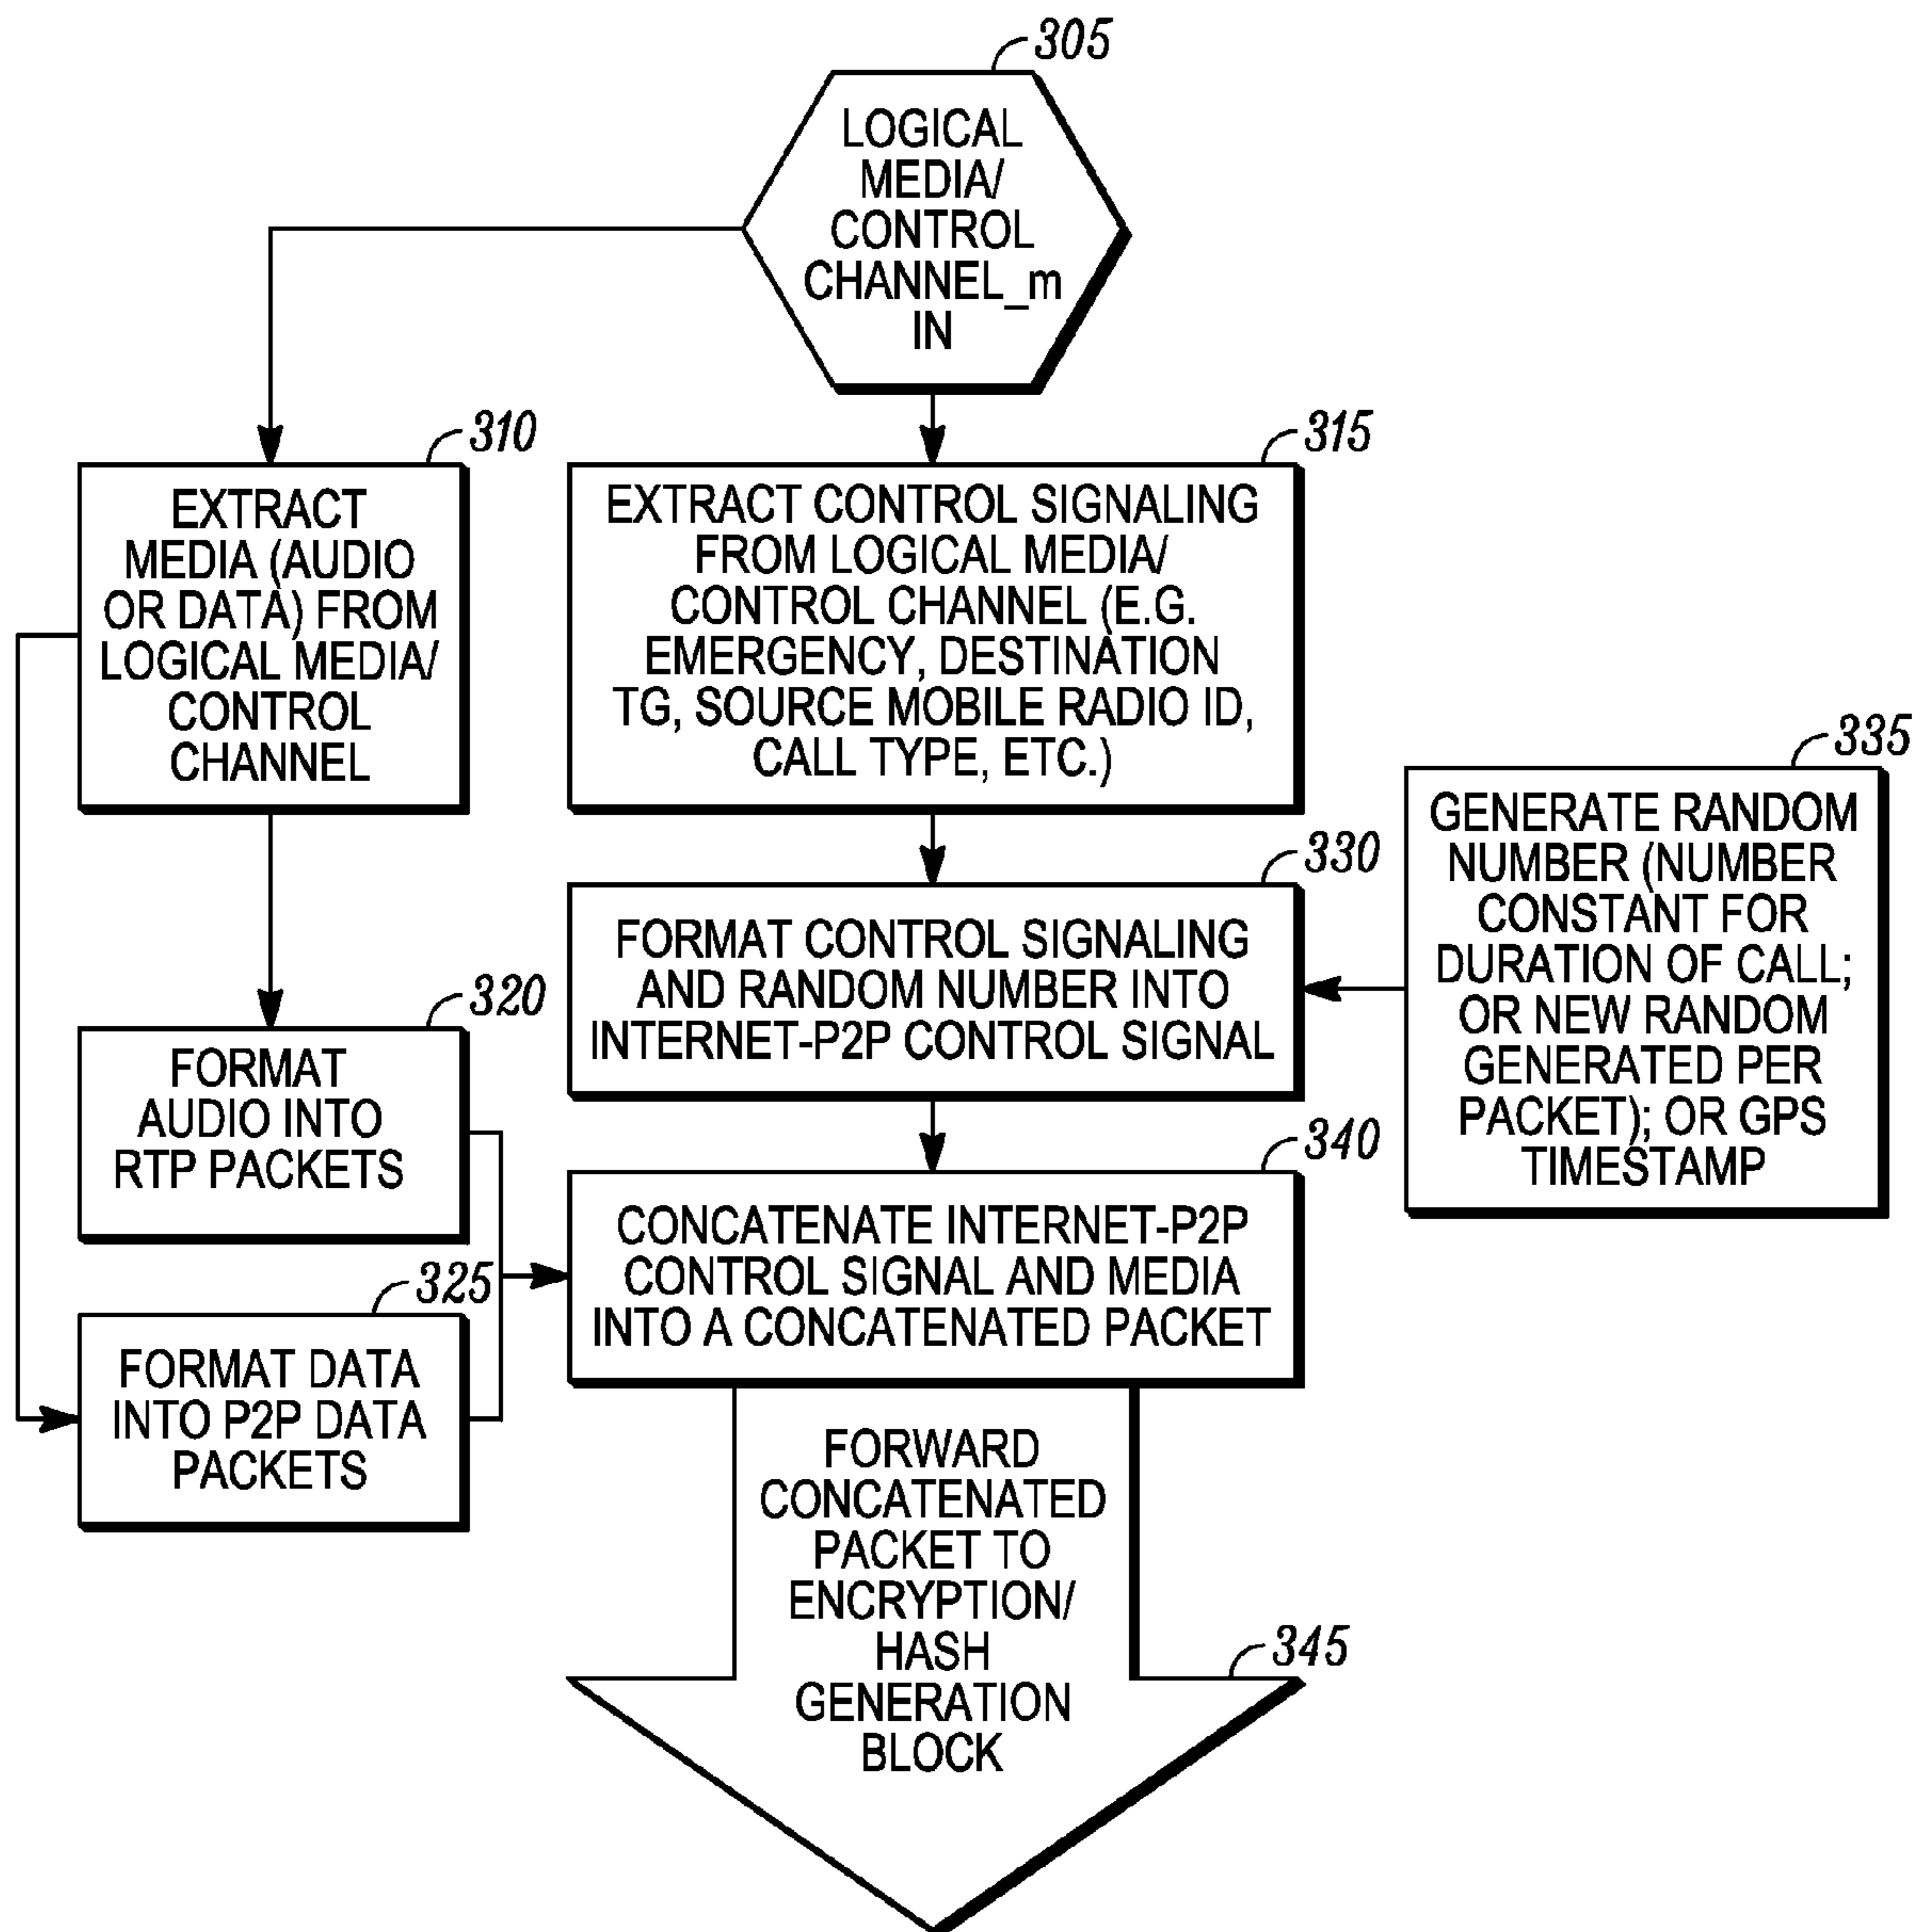 305
LOGICAL
MEDIA/
CONTROL
CHANNEL_m
IN
310
EXTRACT
MEDIA (AUDIO
OR DATA) FROM
LOGICAL MEDIA/
CONTROL
CHANNEL
315
EXTRACT CONTROL SIGNALING
FROM LOGICAL MEDIA/
CONTROL CHANNEL (E.G.
EMERGENCY, DESTINATION
TG, SOURCE MOBILE RADIO ID,
CALL TYPE, ETC.)
335
GENERATE RANDOM
NUMBER (NUMBER
CONSTANT FOR
DURATION OF CALL;
OR NEW RANDOM
GENERATED PER
PACKET); OR GPS
TIMESTAMP
330
FORMAT CONTROL SIGNALING
AND RANDOM NUMBER INTO
INTERNET-P2P CONTROL SIGNAL
320
FORMAT
AUDIO INTO
RTP PACKETS
340
CONCATENATE INTERNET-P2P
CONTROL SIGNAL AND MEDIA
INTO A CONCATENATED PACKET
325
FORMAT DATA
INTO P2P DATA
PACKETS
FORWARD
CONCATENATED
PACKET TO
ENCRYPTION/
HASH
GENERATION
BLOCK
345